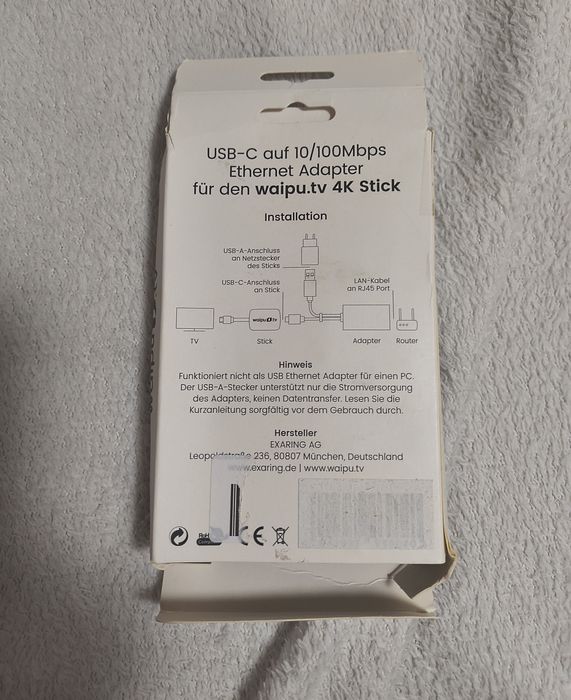 USB-C auf 10/100Mbps
Ethernet Adapter
für den waipu.tv 4K Stick
Installation
USB-A-Anschluss
an Netzstecker
des Sticks
USB-C-Anschluss
an Stick
LAN-Kabel
an RJ45 Port
waipu tv
TV
Stick
Adapter
Router
Hinweis
Funktioniert nicht als USB Ethernet Adapter für einen PC.
Der USB-A-Stecker unterstützt nur die Stromversorgung
des Adapters, keinen Datentransfer. Lesen Sie die
Kurzanleitung sorgfältig vor dem Gebrauch durch.
Hersteller
EXARING AG
Leopoldstraße 236, 80807 München, Deutschland
www.exaring.de | www.waipu.tv
RoHS
CE